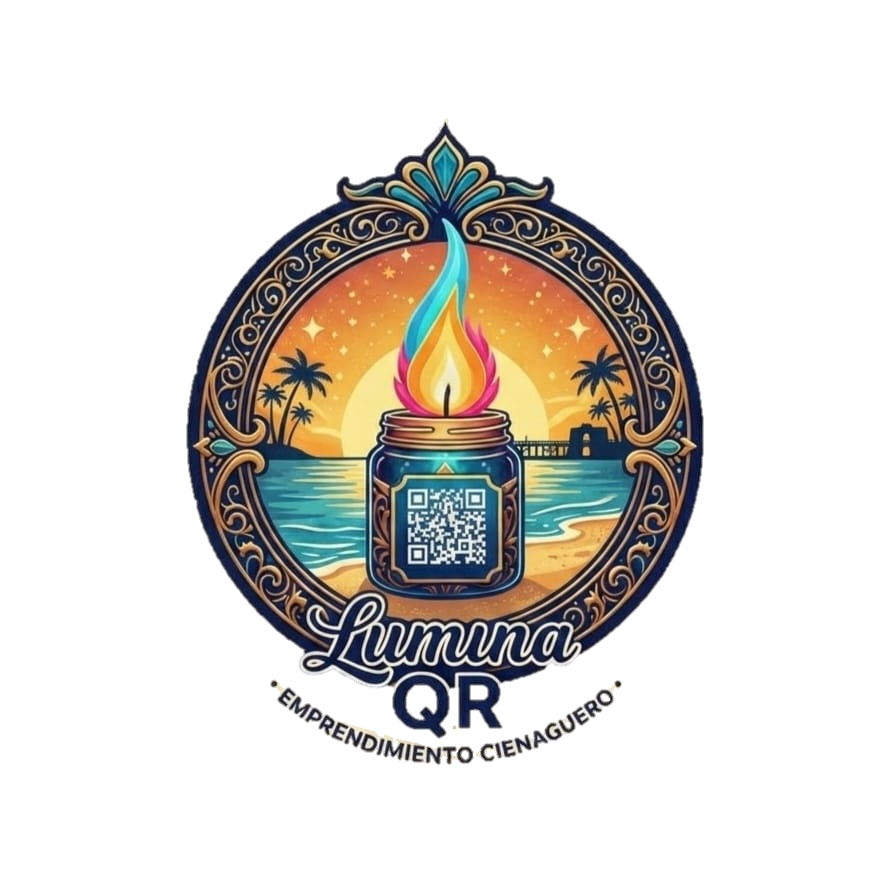 Lumina
QR
• EMPRENDIMIENTO CIENAGUERO •